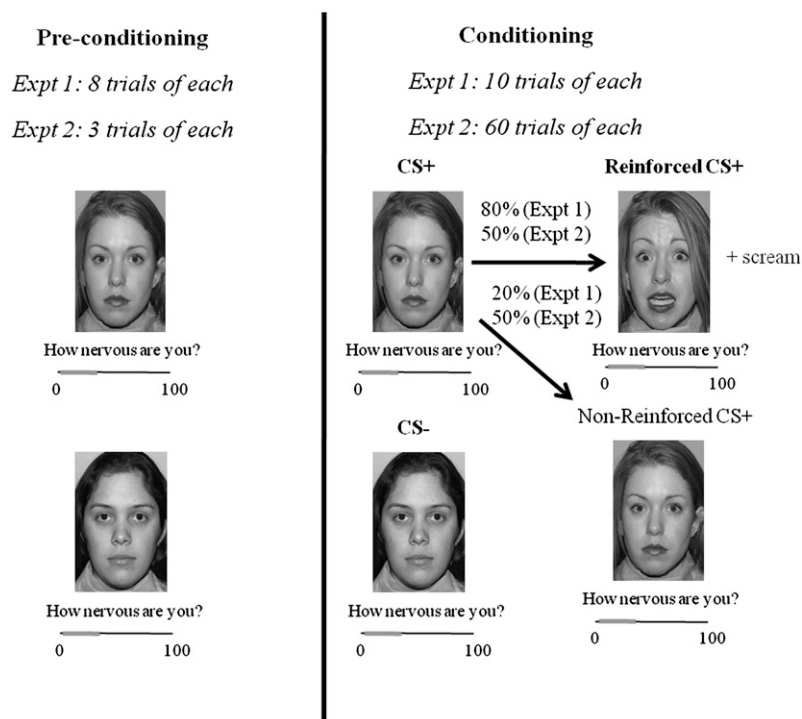 Pre-conditioning
Expt 1: 8 trials of each
Expt 2: 3 trials of each
How nervous are you?
0 100
How nervous are you?
0 100
Conditioning
Expt 1: 10 trials of each
Expt 2: 60 trials of each
CS+
80% (Expt 1)
50% (Expt 2)
Reinforced CS+
+ scream
20% (Expt 1)
50% (Expt 2)
How nervous are you?
0 100
How nervous are you?
0 100
CS-
Non-Reinforced CS+
How nervous are you?
0 100
How nervous are you?
0 100